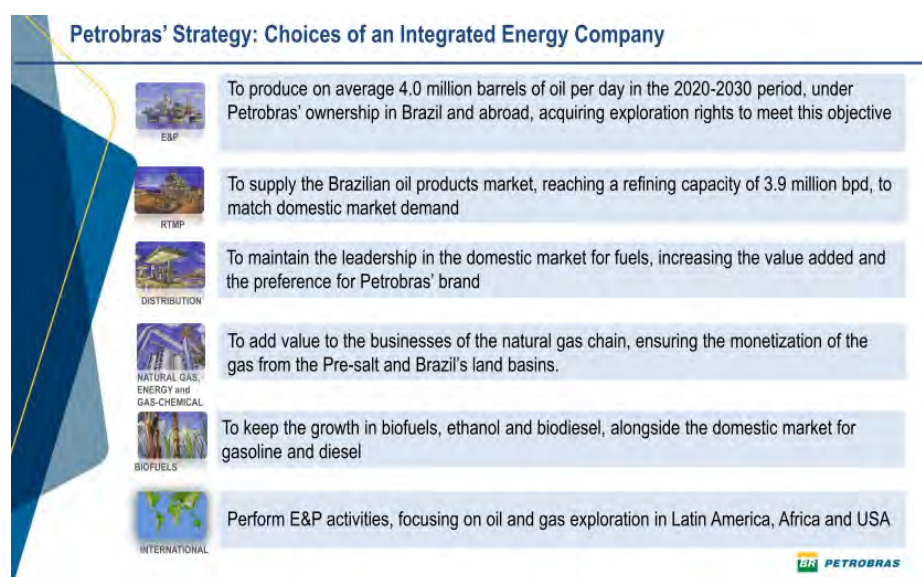 Petrobras' Strategy: Choices of an Integrated Energy Company
To produce on average 4.0 million barrels of oil per day in the 2020-2030 period, under
Petrobras' ownership in Brazil and abroad, acquiring exploration rights to meet this objective
E&P
To supply the Brazilian oil products market, reaching a refining capacity of 3.9 million bpd, to
match domestic market demand
RTMP
To maintain the leadership in the domestic market for fuels, increasing the value added and
the preference for Petrobras' brand
DISTRIBUTION
To add value to the businesses of the natural gas chain, ensuring the monetization of the
gas from the Pre-salt and Brazil's land basins.
NATURAL GAS,
ENERGY and
GAS-CHEMICAL
To keep the growth in biofuels, ethanol and biodiesel, alongside the domestic market for
gasoline and diesel
BIOFUELS
Perform E&P activities, focusing on oil and gas exploration in Latin America, Africa and USA
INTERNATIONAL
BR PETROBRAS